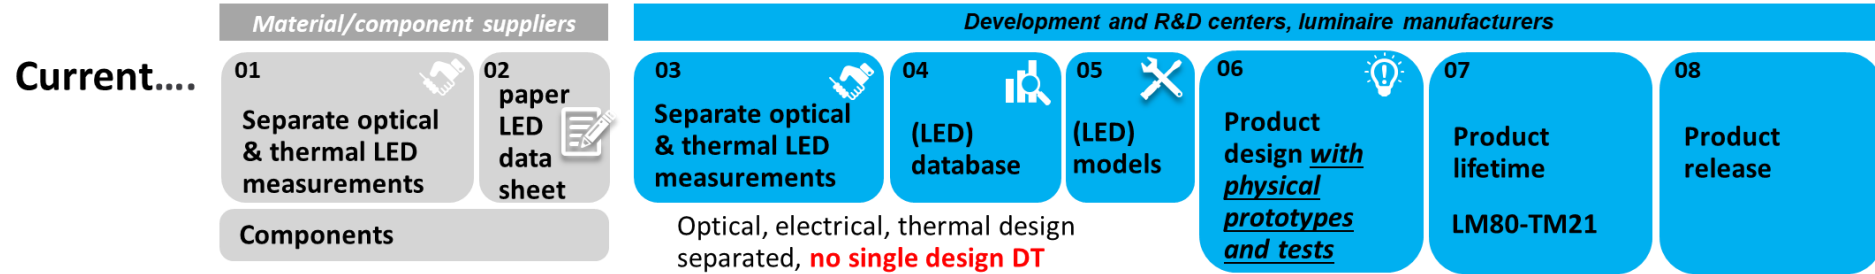 Material/component suppliers
Development and R&D centers, luminaire manufacturers
Current....
01
Separate optical
& thermal LED
measurements
02
paper
LED
data
sheet
Components
03
Separate optical
& thermal LED
measurements
04
(LED)
database
05
(LED)
models
Optical, electrical, thermal design
separated, no single design DT
06
Product
design with
physical
prototypes
and tests
07
Product
lifetime
LM80-TM21
08
Product
release